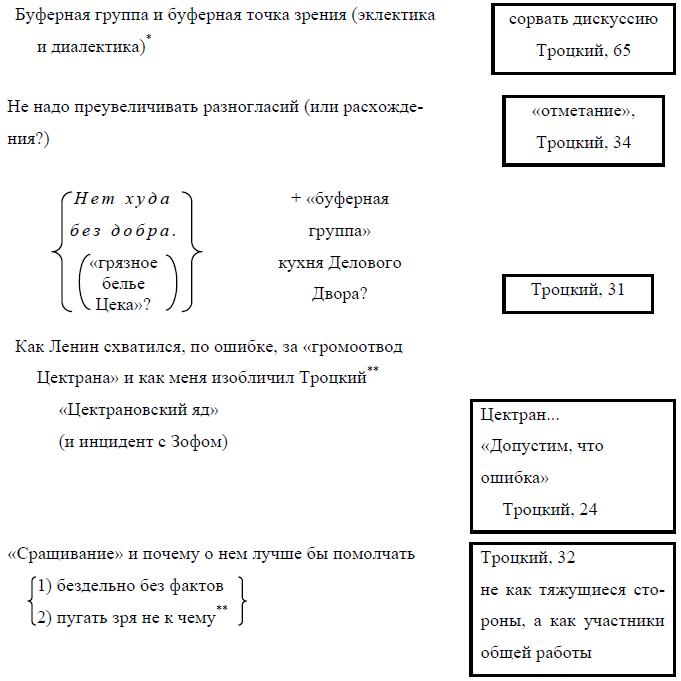 Буферная группа и буферная точка зрения (эклектика
и диалектика)*
сорвать дискуссию
Троцкий, 65
Не надо преувеличивать разногласий (или расхожде-
ния?)
«отметание»,
Троцкий, 34
Нет худа
без добра.
«грязное
белье
Цека»?
+ «буферная
группа»
кухня Делового
Двора?
Троцкий, 31
Как Ленин схватился, по ошибке, за «громоотвод
Цектрана» и как меня изобличил Троцкий**
«Цектрановский яд»
(и инцидент с Зофом)
Цектран...
«Допустим, что
ошибка»
Троцкий, 24
«Сращивание» и почему о нем лучше бы помолчать
1) бездельно без фактов
2) пугать зря не к чему**
Троцкий, 32
не как тяжущиеся сто-
роны, а как участники
общей работы